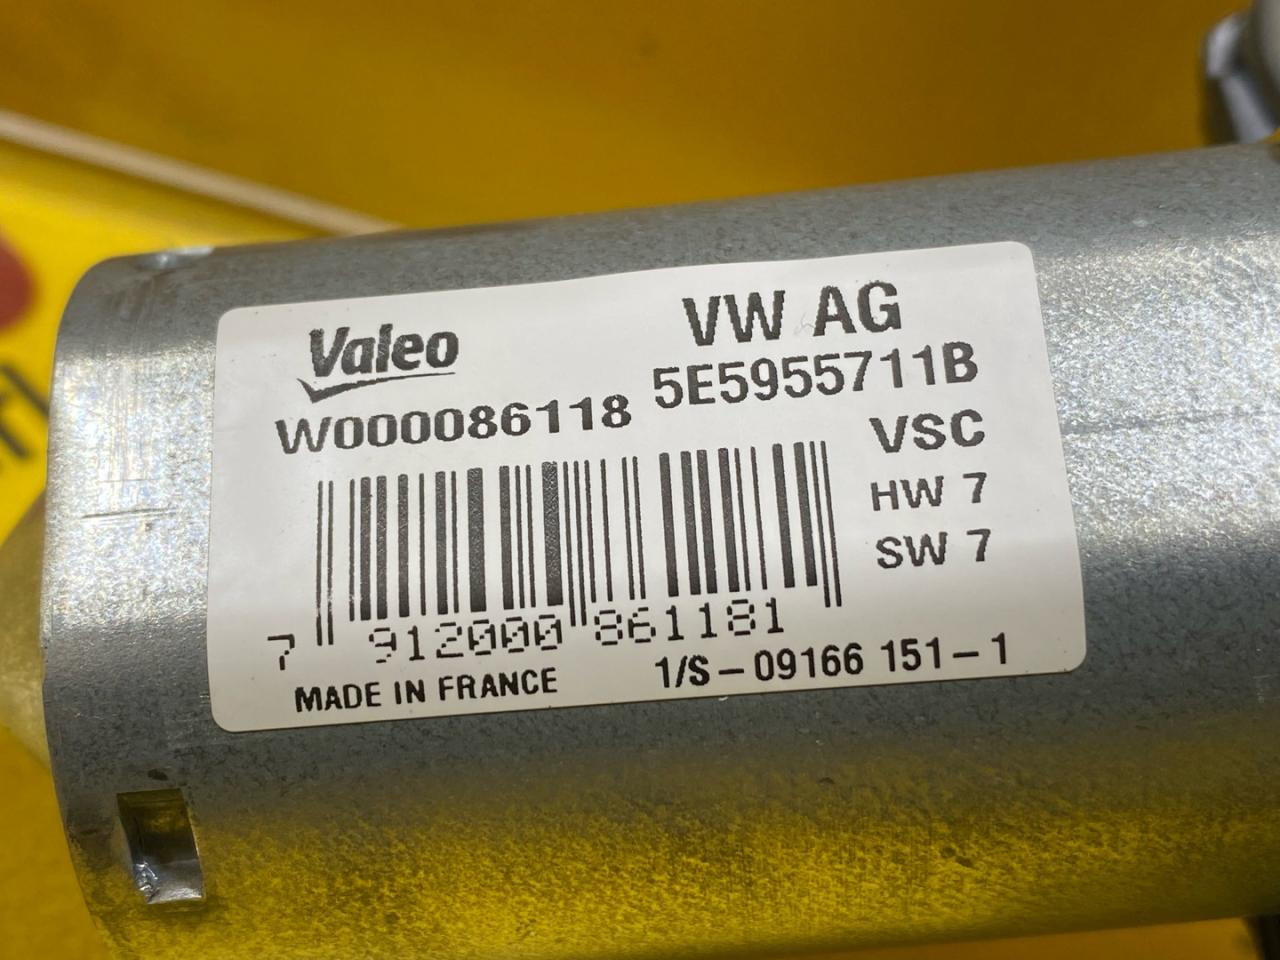 Valeo
VW AG
W000086118
5E5955711B
VSC
HW 7
SW 7
7 912000 861181
MADE IN FRANCE
1/S-09166 151-1